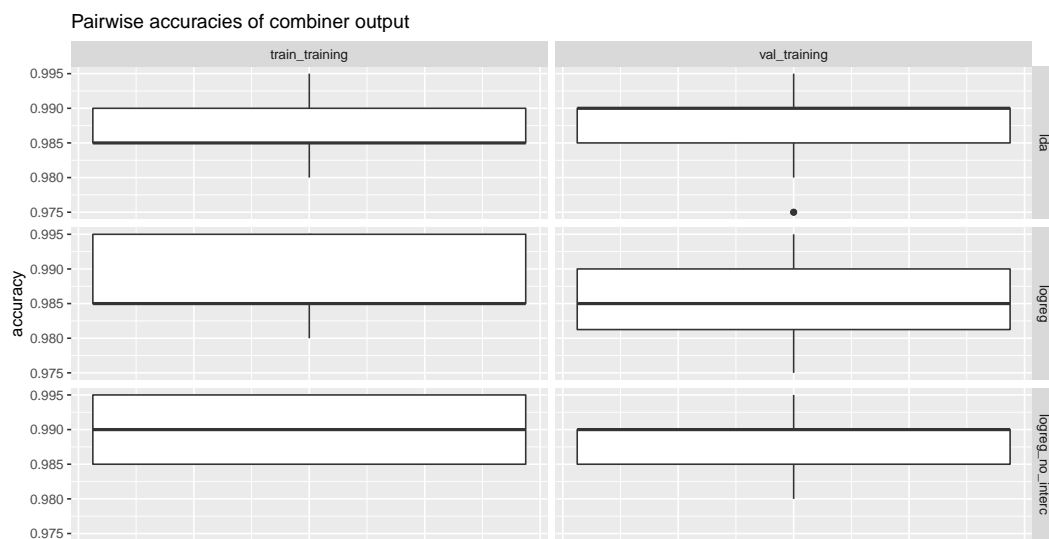 Pairwise accuracies of combiner output
train_training
val_training
0.995
0.990
0.985
0.980
0.975
lda
0.995
0.990
0.985
0.980
0.975
logreg
0.995
0.990
0.985
0.980
0.975
logreg_no_interc
accuracy